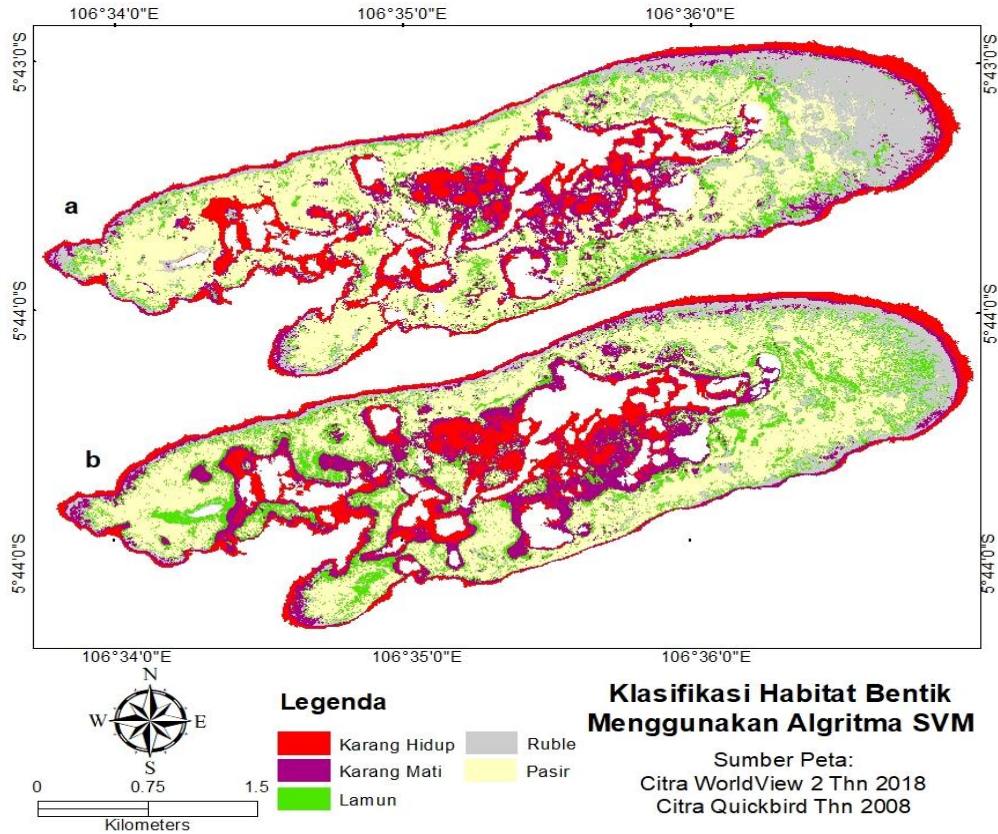 106°34'0"E 106°35'0"E 106°36'0"E
5°43'0"S
5°43'0"S
a
5°44'0"S
5°44'0"S
b
5°44'0"S
5°44'0"S
106°34'0"E 106°35'0"E 106°36'0"E
N
W E
S
0 0.75 1.5
Kilometers
Legenda
Karang Hidup
Karang Mati
Lamun
Ruble
Pasir
Klasifikasi Habitat Bentik
Menggunakan Algritma SVM
Sumber Peta:
Citra WorldView 2 Thn 2018
Citra Quickbird Thn 2008